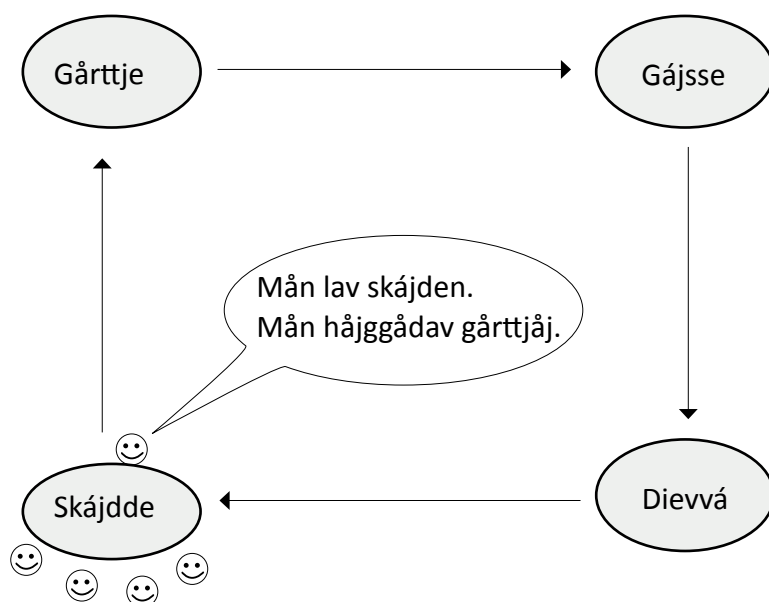 Gårttje
Gájsse
Mån lav skájden.
Mån håjggådav gårttjåj.
Skájdde
Dievvá